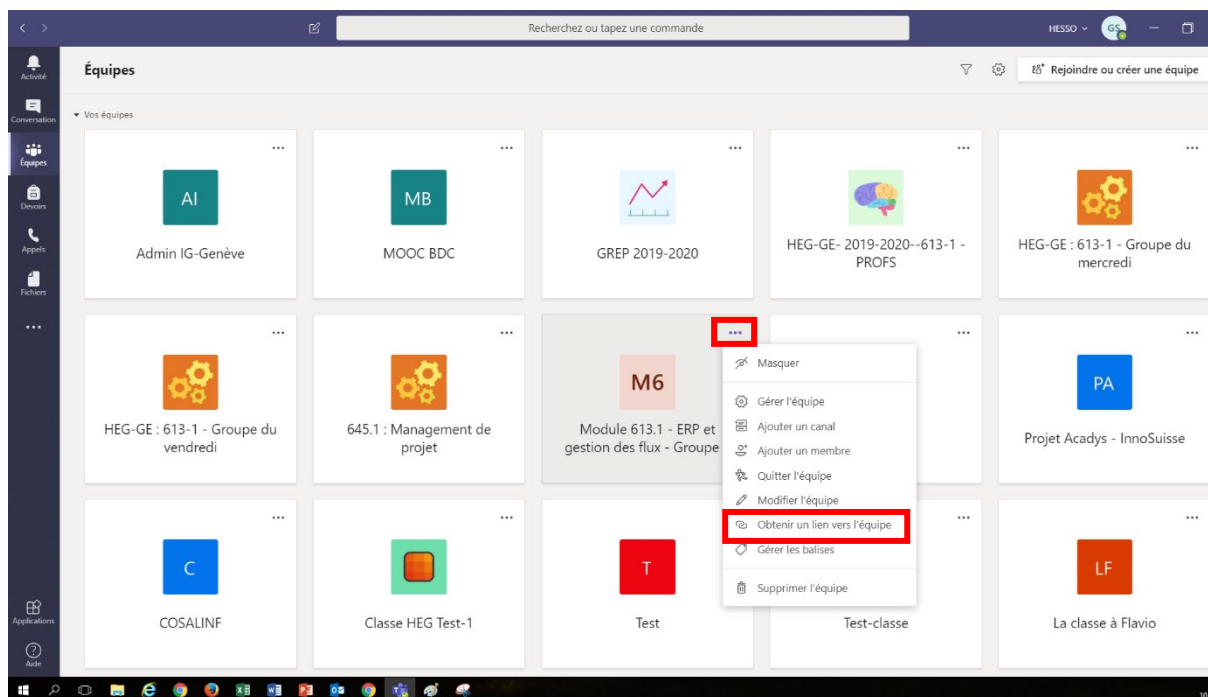 Recherchez ou tapez une commande
HESSO
GS
Activité
Conversation
Équipes
Devoirs
Appels
Fichiers
Applications
Aide
Équipes
Rejoindre ou créer une équipe
Vos équipes
AI
Admin IG-Genève
MB
MOOC BDC
GREP 2019-2020
HEG-GE- 2019-2020--613-1 -
PROFS
HEG-GE : 613-1 - Groupe du
mercredi
HEG-GE : 613-1 - Groupe du
vendredi
645.1 : Management de
projet
M6
Module 613.1 - ERP et
gestion des flux - Groupe
Masquer
Gérer l'équipe
Ajouter un canal
Ajouter un membre
Quitter l'équipe
Modifier l'équipe
Obtenir un lien vers l'équipe
Gérer les balises
Supprimer l'équipe
PA
Projet Acadys - InnoSuisse
C
COSALINF
Classe HEG Test-1
T
Test
Test-classe
LF
La classe à Flavio
10